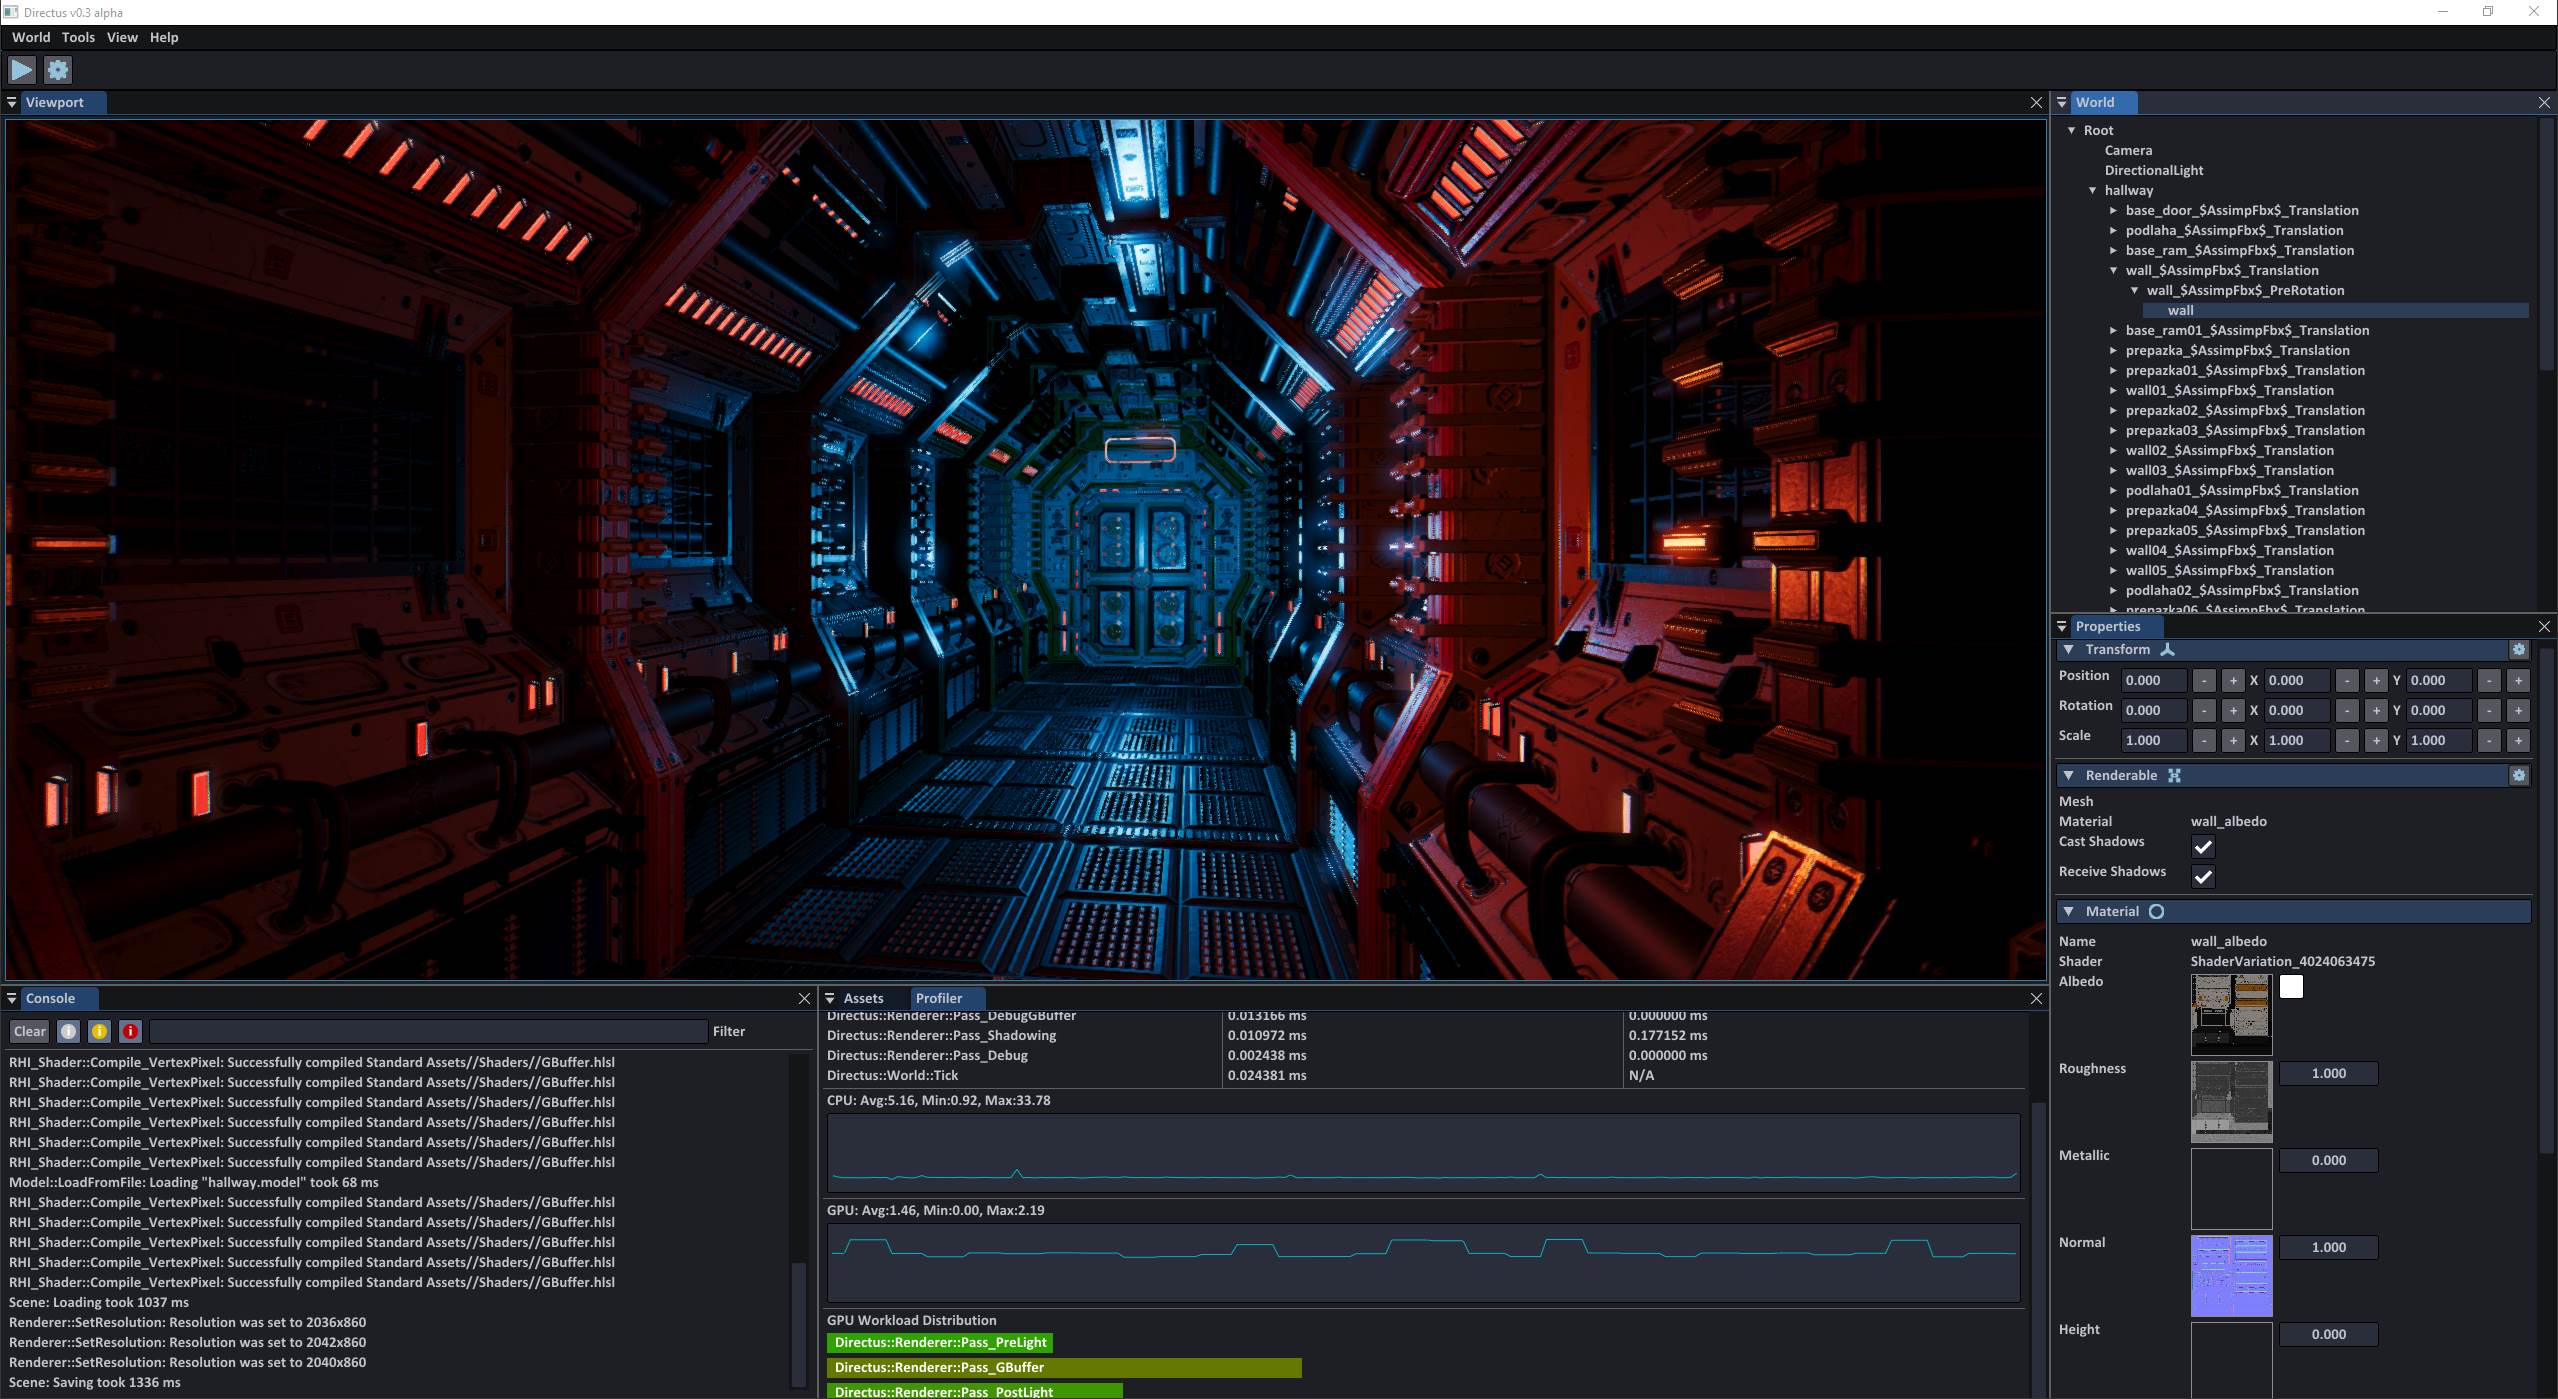 Directus v0.3 alpha
World Tools View Help
Viewport
World
Root
Camera
DirectionalLight
hallway
base_door_$AssimpFbx$_Translation
podlaha_$AssimpFbx$_Translation
base_ram_$AssimpFbx$_Translation
wall_$AssimpFbx$_Translation
wall_$AssimpFbx$_PreRotation
wall
base_ram01_$AssimpFbx$_Translation
prepazka_$AssimpFbx$_Translation
prepazka01_$AssimpFbx$_Translation
wall01_$AssimpFbx$_Translation
prepazka02_$AssimpFbx$_Translation
prepazka03_$AssimpFbx$_Translation
wall02_$AssimpFbx$_Translation
wall03_$AssimpFbx$_Translation
podlaha01_$AssimpFbx$_Translation
prepazka04_$AssimpFbx$_Translation
prepazka05_$AssimpFbx$_Translation
wall04_$AssimpFbx$_Translation
wall05_$AssimpFbx$_Translation
podlaha02_$AssimpFbx$_Translation
prepazka06_$AssimpFbx$_Translation
Properties
Transform
Position 0.000 - + X 0.000 - + Y 0.000 - +
Rotation 0.000 - + X 0.000 - + Y 0.000 - +
Scale 1.000 - + X 1.000 - + Y 1.000 - +
Renderable
Mesh
Material wall_albedo
Cast Shadows
Receive Shadows
Material
Name wall_albedo
Shader ShaderVariation_4024063475
Albedo
Roughness 1.000
Metallic 0.000
Normal 1.000
Height 0.000
Console
Clear Filter
RHI_Shader::Compile_VertexPixel: Successfully compiled Standard Assets//Shaders//GBuffer.hlsl
RHI_Shader::Compile_VertexPixel: Successfully compiled Standard Assets//Shaders//GBuffer.hlsl
RHI_Shader::Compile_VertexPixel: Successfully compiled Standard Assets//Shaders//GBuffer.hlsl
RHI_Shader::Compile_VertexPixel: Successfully compiled Standard Assets//Shaders//GBuffer.hlsl
RHI_Shader::Compile_VertexPixel: Successfully compiled Standard Assets//Shaders//GBuffer.hlsl
RHI_Shader::Compile_VertexPixel: Successfully compiled Standard Assets//Shaders//GBuffer.hlsl
Model::LoadFromFile: Loading "hallway.model" took 68 ms
RHI_Shader::Compile_VertexPixel: Successfully compiled Standard Assets//Shaders//GBuffer.hlsl
RHI_Shader::Compile_VertexPixel: Successfully compiled Standard Assets//Shaders//GBuffer.hlsl
RHI_Shader::Compile_VertexPixel: Successfully compiled Standard Assets//Shaders//GBuffer.hlsl
RHI_Shader::Compile_VertexPixel: Successfully compiled Standard Assets//Shaders//GBuffer.hlsl
RHI_Shader::Compile_VertexPixel: Successfully compiled Standard Assets//Shaders//GBuffer.hlsl
Scene: Loading took 1037 ms
Renderer::SetResolution: Resolution was set to 2036x860
Renderer::SetResolution: Resolution was set to 2042x860
Renderer::SetResolution: Resolution was set to 2040x860
Scene: Saving took 1336 ms
Assets Profiler
Directus::Renderer::Pass_DebugGBuffer 0.013166 ms 0.000000 ms
Directus::Renderer::Pass_Shadowing 0.010972 ms 0.177152 ms
Directus::Renderer::Pass_Debug 0.002438 ms 0.000000 ms
Directus::World::Tick 0.024381 ms N/A
CPU: Avg:5.16, Min:0.92, Max:33.78
GPU: Avg:1.46, Min:0.00, Max:2.19
GPU Workload Distribution
Directus::Renderer::Pass_PreLight
Directus::Renderer::Pass_GBuffer
Directus::Renderer::Pass_PostLight